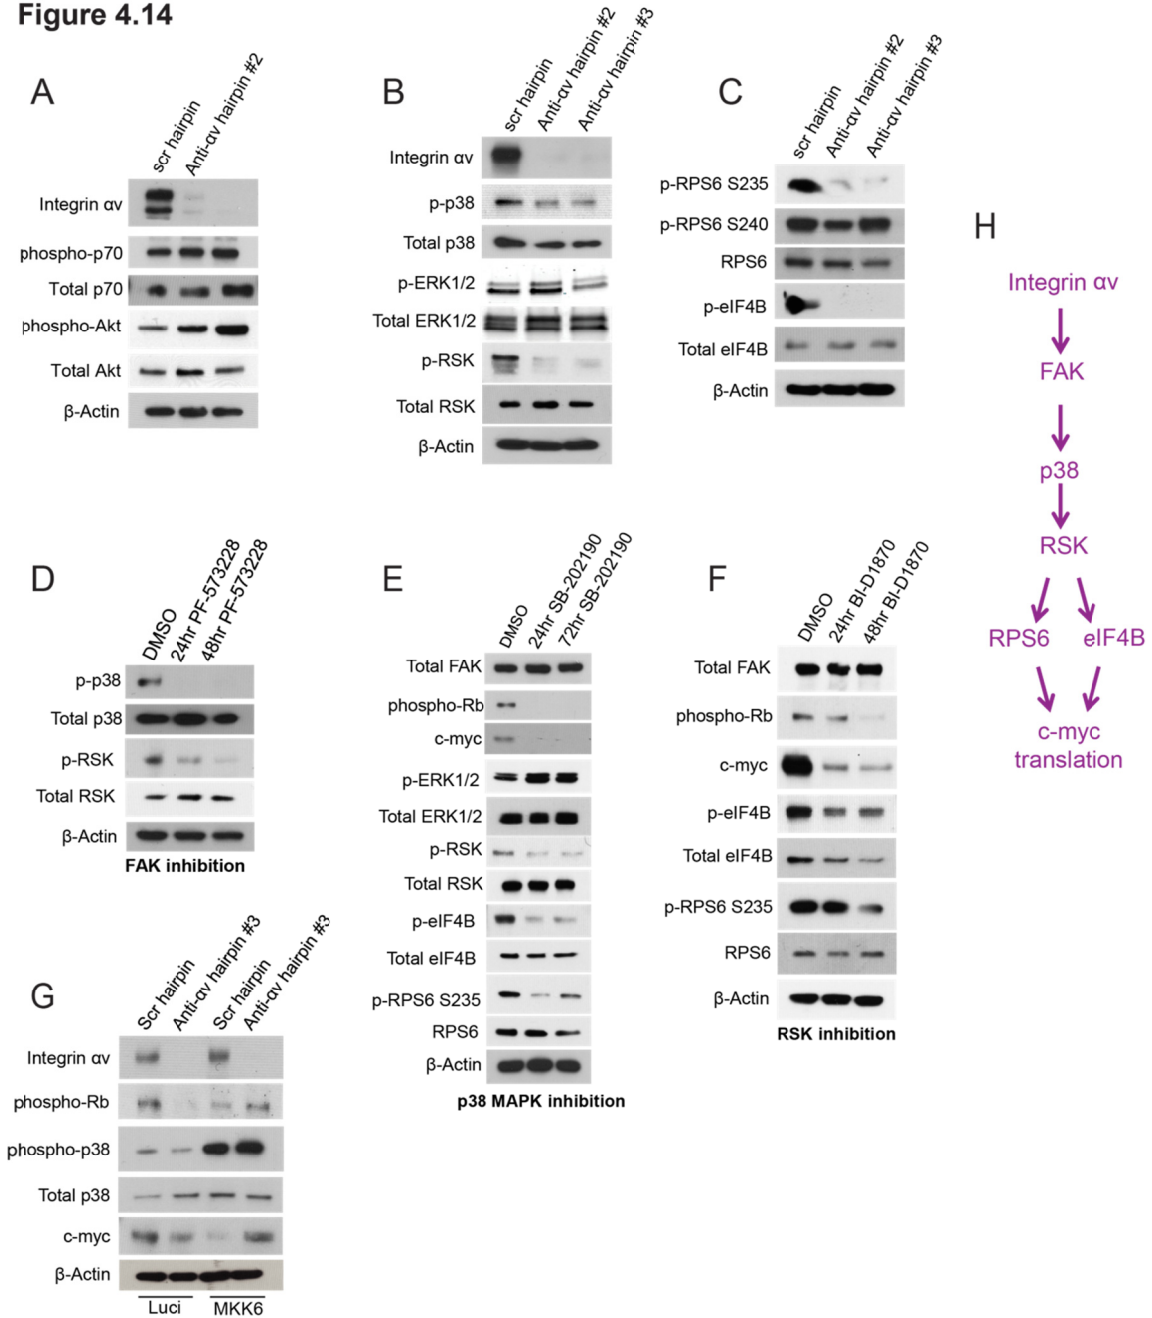 Figure 4.14
A
scr hairpin
Anti-αv hairpin #2
Integrin αv
phospho-p70
Total p70
phospho-Akt
Total Akt
β-Actin
B
scr hairpin
Anti-αv hairpin #2
Anti-αv hairpin #3
Integrin αv
p-p38
Total p38
p-ERK1/2
Total ERK1/2
p-RSK
Total RSK
β-Actin
C
scr hairpin
Anti-αv hairpin #2
Anti-αv hairpin #3
p-RPS6 S235
p-RPS6 S240
RPS6
p-eIF4B
Total eIF4B
β-Actin
H
Integrin αv
FAK
p38
RSK
RPS6 eIF4B
c-myc
translation
D
DMSO
24hr PF-573228
48hr PF-573228
p-p38
Total p38
p-RSK
Total RSK
β-Actin
FAK inhibition
E
DMSO
24hr SB-202190
72hr SB-202190
Total FAK
phospho-Rb
c-myc
p-ERK1/2
Total ERK1/2
p-RSK
Total RSK
p-eIF4B
Total eIF4B
p-RPS6 S235
RPS6
β-Actin
p38 MAPK inhibition
F
DMSO
24hr BI-D1870
48hr BI-D1870
Total FAK
phospho-Rb
c-myc
p-eIF4B
Total eIF4B
p-RPS6 S235
RPS6
β-Actin
RSK inhibition
G
Scr hairpin
Anti-αv hairpin #3
Scr hairpin
Anti-αv hairpin #3
Integrin αv
phospho-Rb
phospho-p38
Total p38
c-myc
β-Actin
Luci MKK6